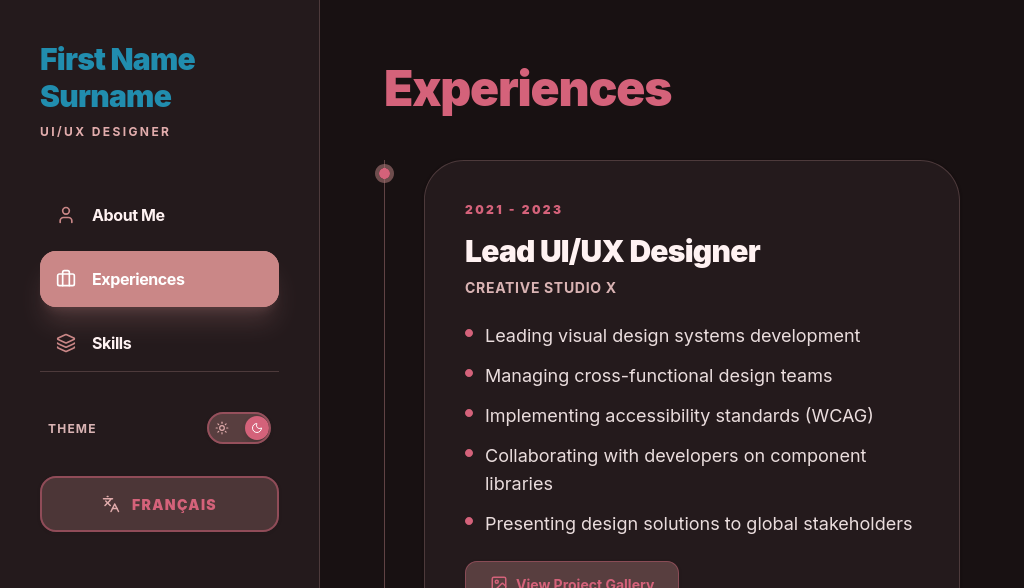 First Name
Surname
UI/UX DESIGNER
About Me
Experiences
Skills
THEME
FRANÇAIS
Experiences
2021 - 2023
Lead UI/UX Designer
CREATIVE STUDIO X
Leading visual design systems development
Managing cross-functional design teams
Implementing accessibility standards (WCAG)
Collaborating with developers on component
libraries
Presenting design solutions to global stakeholders
View Project Gallery